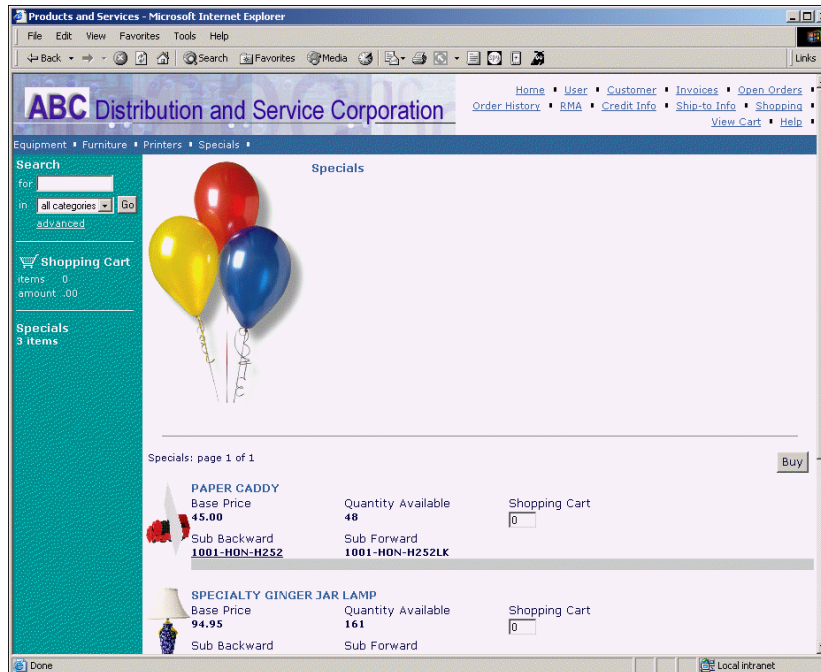 Products and Services - Microsoft Internet Explorer
File Edit View Favorites Tools Help
Back Search Favorites Media Links
ABC Distribution and Service Corporation
Home User Customer Invoices Open Orders
Order History RMA Credit Info Ship-to Info Shopping
View Cart Help
Equipment Furniture Printers Specials
Search
for
in all categories Go
advanced
Shopping Cart
items 0
amount .00
Specials
3 items
Specials
Specials: page 1 of 1
Buy
PAPER CADDY
Base Price Quantity Available Shopping Cart
45.00 48 0
Sub Backward Sub Forward
1001-HON-H252 1001-HON-H252LK
SPECIALTY GINGER JAR LAMP
Base Price Quantity Available Shopping Cart
94.95 161 0
Sub Backward Sub Forward
Done Local intranet